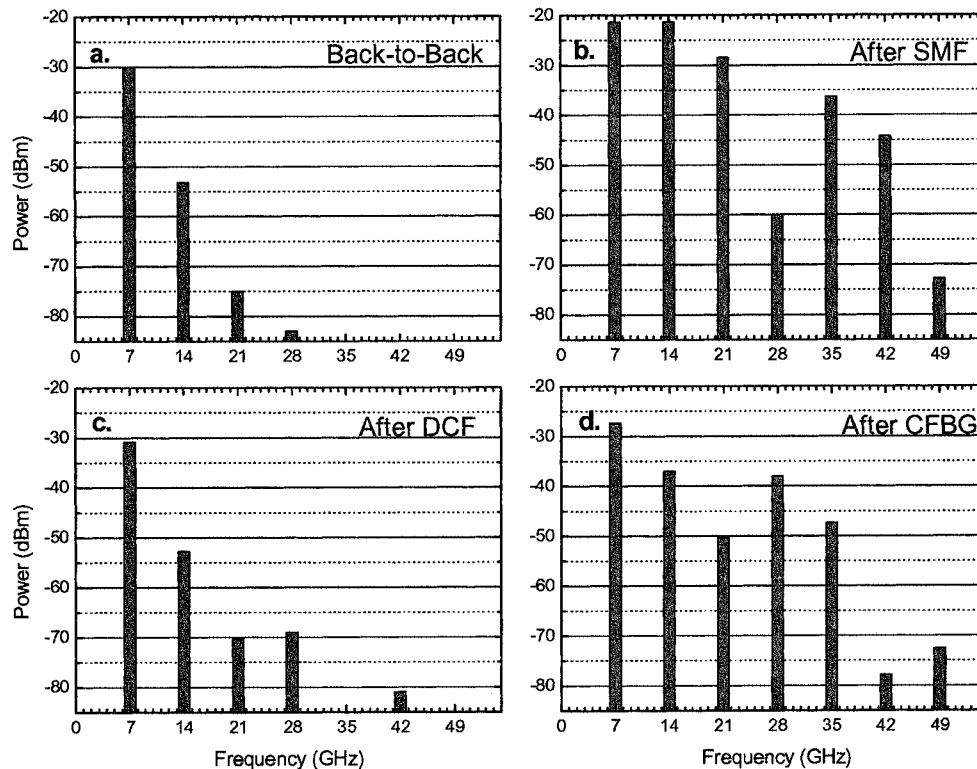 a.
Back-to-Back
Power (dBm)
-20
-30
-40
-50
-60
-70
-80
0 7 14 21 28 35 42 49
b.
After SMF
-20
-30
-40
-50
-60
-70
-80
0 7 14 21 28 35 42 49
c.
After DCF
Power (dBm)
-20
-30
-40
-50
-60
-70
-80
0 7 14 21 28 35 42 49
Frequency (GHz)
d.
After CFBG
-20
-30
-40
-50
-60
-70
-80
0 7 14 21 28 35 42 49
Frequency (GHz)